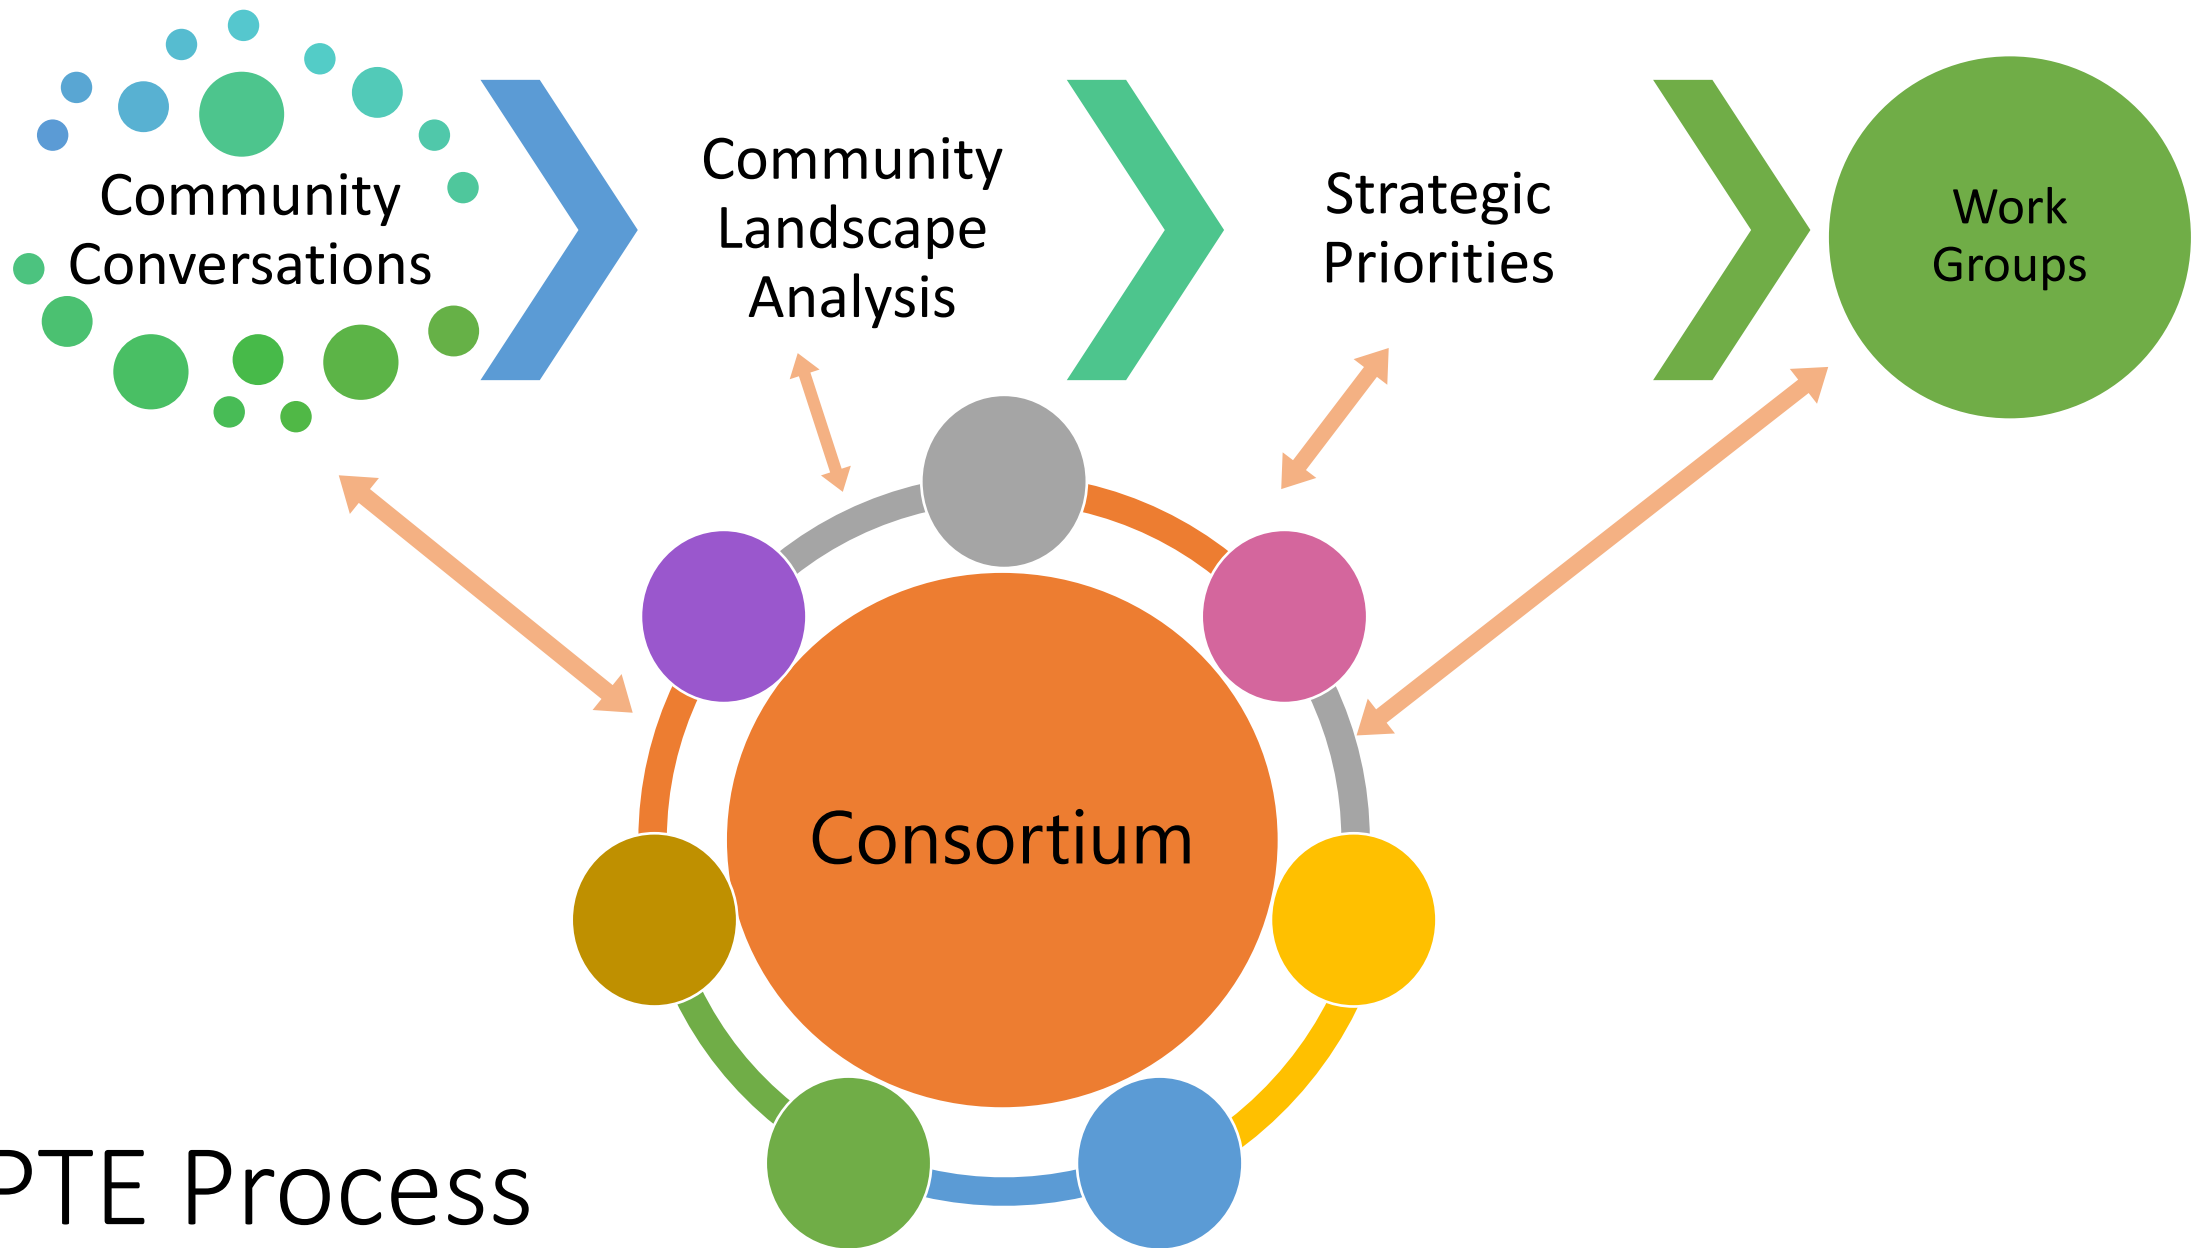 Community
Conversations
Community
Landscape
Analysis
Strategic
Priorities
Work
Groups
Consortium
PTE Process